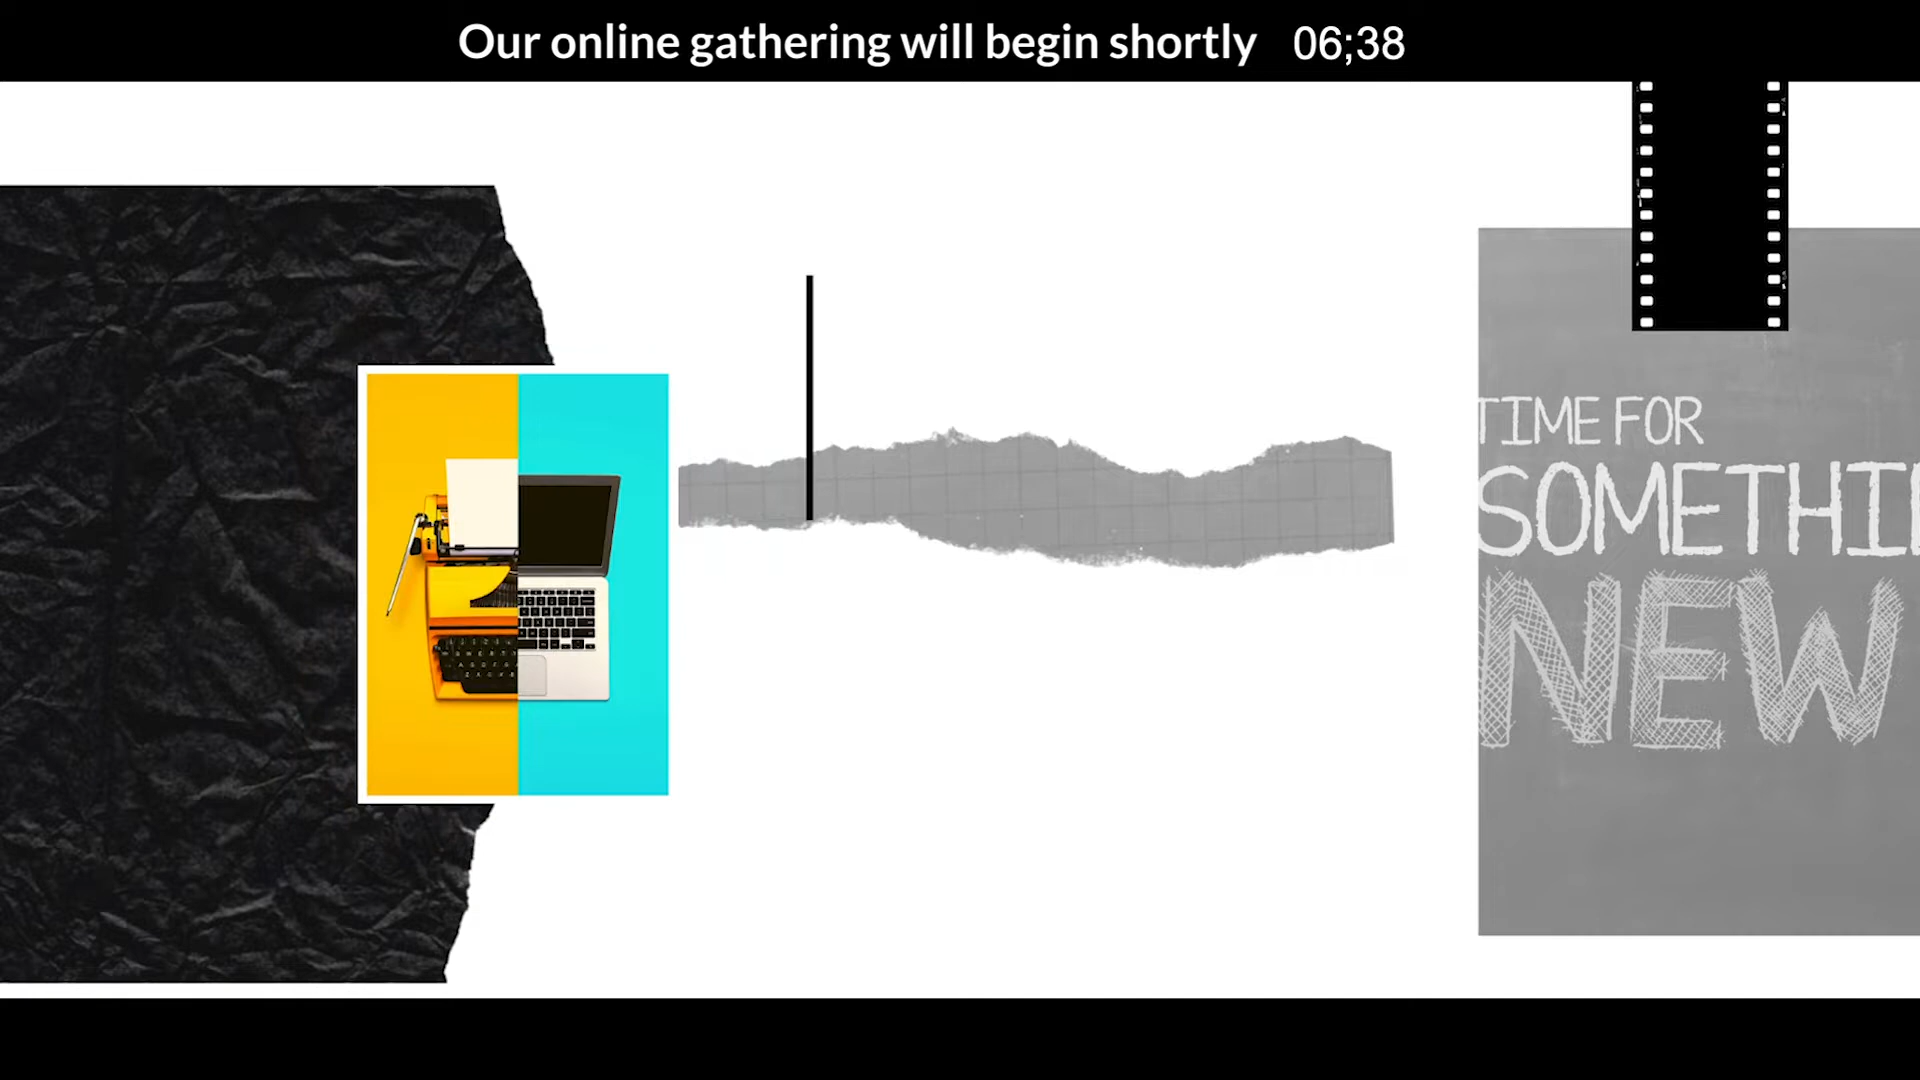 Our online gathering will begin shortly 06;38
TIME FOR
SOMETHI
NEW